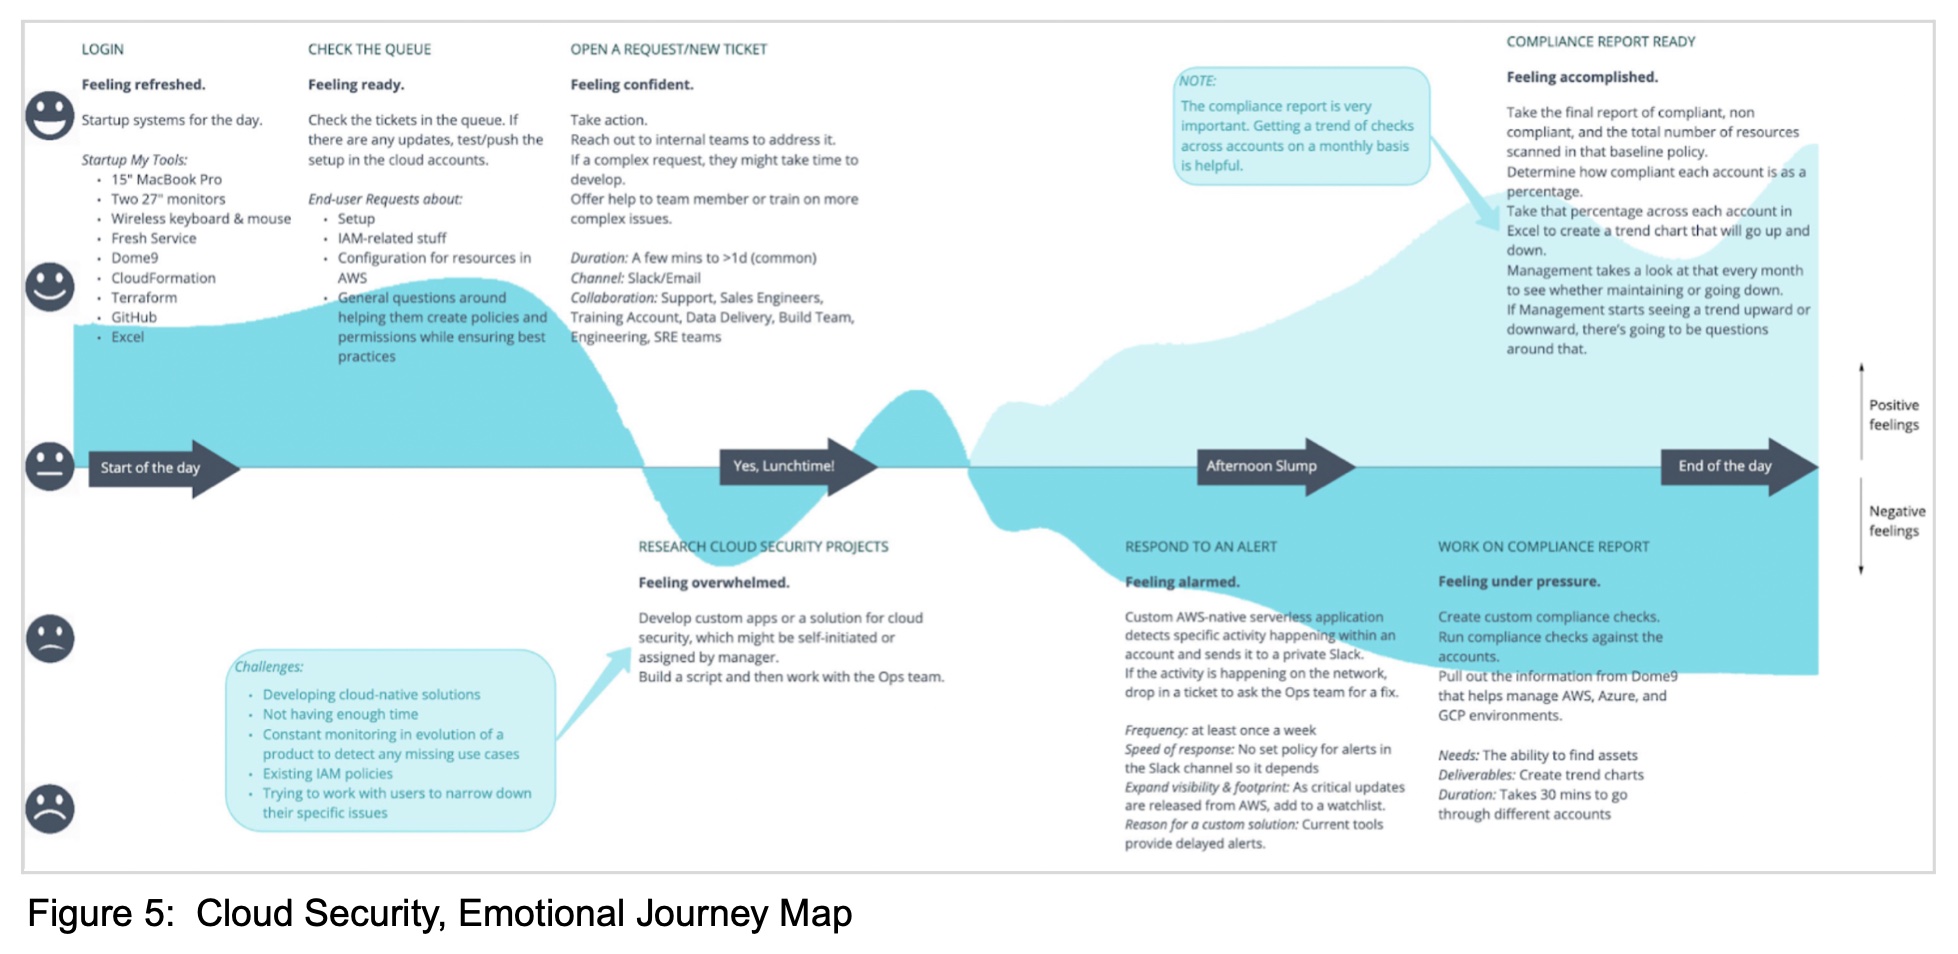 LOGIN
Feeling refreshed.
Startup systems for the day.
Startup My Tools:
• 15" MacBook Pro
• Two 27" monitors
• Wireless keyboard & mouse
• Fresh Service
• Dome9
• CloudFormation
• Terraform
• GitHub
• Excel
CHECK THE QUEUE
Feeling ready.
Check the tickets in the queue. If
there are any updates, test/push the
setup in the cloud accounts.
End-user Requests about:
• Setup
• IAM-related stuff
• Configuration for resources in
AWS
• General questions around
helping them create policies and
permissions while ensuring best
practices
OPEN A REQUEST/NEW TICKET
Feeling confident.
Take action.
Reach out to internal teams to address it.
If a complex request, they might take time to
develop.
Offer help to team member or train on more
complex issues.
Duration: A few mins to >1d (common)
Channel: Slack/Email
Collaboration: Support, Sales Engineers,
Training Account, Data Delivery, Build Team,
Engineering, SRE teams
NOTE:
The compliance report is very
important. Getting a trend of checks
across accounts on a monthly basis
is helpful.
COMPLIANCE REPORT READY
Feeling accomplished.
Take the final report of compliant, non
compliant, and the total number of resources
scanned in that baseline policy.
Determine how compliant each account is as a
percentage.
Take that percentage across each account in
Excel to create a trend chart that will go up and
down.
Management takes a look at that every month
to see whether maintaining or going down.
If Management starts seeing a trend upward or
downward, there's going to be questions
around that.
Positive
feelings
Start of the day
Yes, Lunchtime!
Afternoon Slump
End of the day
Negative
feelings
RESEARCH CLOUD SECURITY PROJECTS
Feeling overwhelmed.
Develop custom apps or a solution for cloud
security, which might be self-initiated or
assigned by manager.
Build a script and then work with the Ops team.
Challenges:
• Developing cloud-native solutions
• Not having enough time
• Constant monitoring in evolution of a
product to detect any missing use cases
• Existing IAM policies
• Trying to work with users to narrow down
their specific issues
RESPOND TO AN ALERT
Feeling alarmed.
Custom AWS-native serverless application
detects specific activity happening within an
account and sends it to a private Slack.
If the activity is happening on the network,
drop in a ticket to ask the Ops team for a fix.
Frequency: at least once a week
Speed of response: No set policy for alerts in
the Slack channel so it depends
Expand visibility & footprint: As critical updates
are released from AWS, add to a watchlist.
Reason for a custom solution: Current tools
provide delayed alerts.
WORK ON COMPLIANCE REPORT
Feeling under pressure.
Create custom compliance checks.
Run compliance checks against the
accounts.
Pull out the information from Dome9
that helps manage AWS, Azure, and
GCP environments.
Needs: The ability to find assets
Deliverables: Create trend charts
Duration: Takes 30 mins to go
through different accounts
Figure 5: Cloud Security, Emotional Journey Map